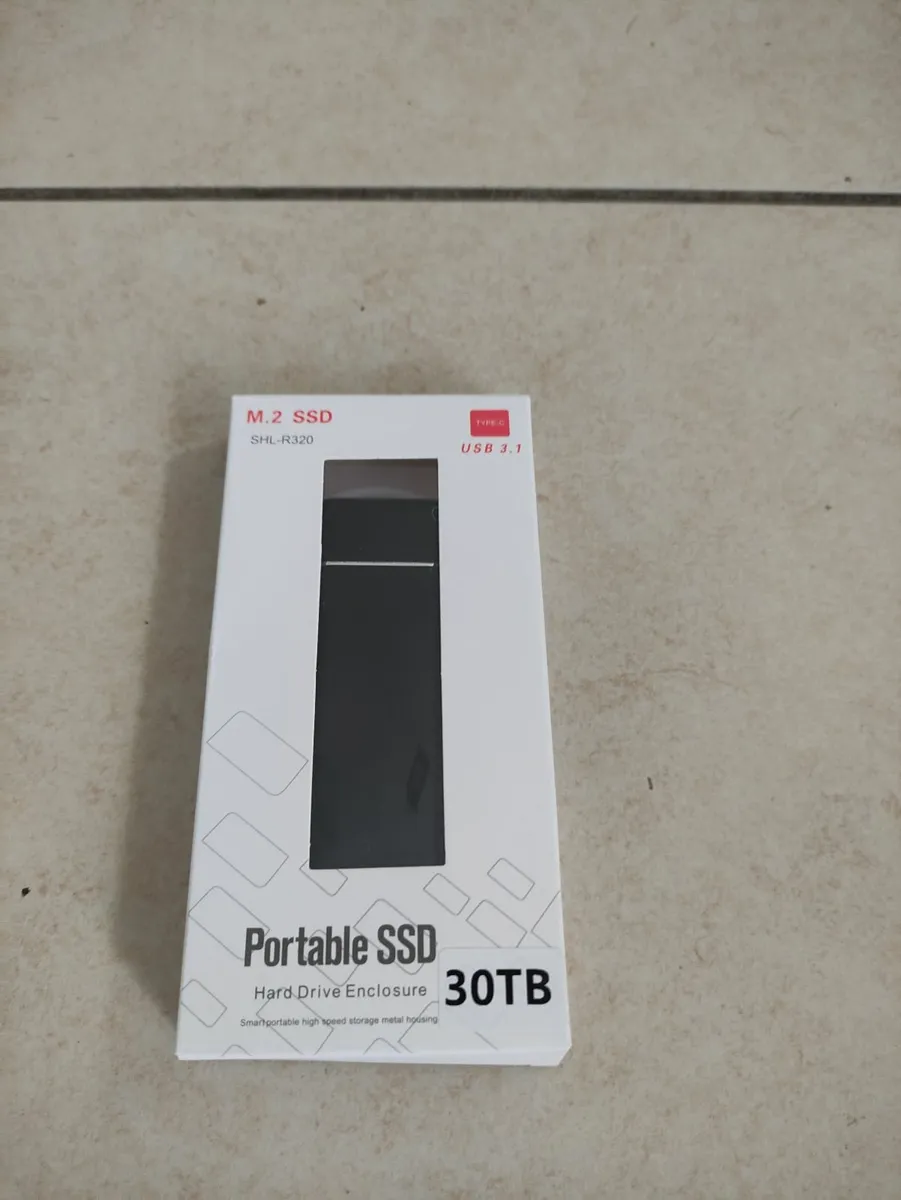 M.2 SSD
TYPE-C
SHL-R320
USB 3.1
Portable SSD
Hard Drive Enclosure
30TB
Smart portable high speed storage metal housing